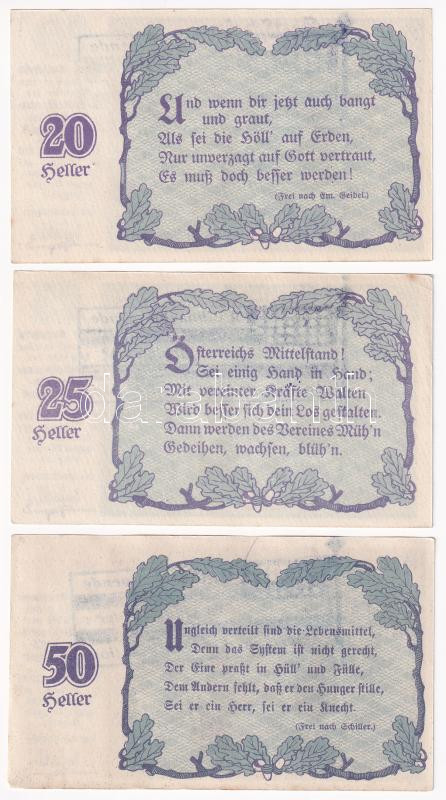 20
Heller
Und wenn dir jetzt auch bangt
und graut,
Als sei die Höll' auf Erden,
Nur unverzagt auf Gott vertraut,
Es muß doch besser werden!
(Frei nach Em. Geibel.)
25
Heller
Österreichs Mittelstand!
Sei einig Hand in Hand;
Mit vereinter Kräfte Walten
Wird besser sich dein Los gestalten.
Dann werden des Vereines Müh'n
Gedeihen, wachsen, blüh'n.
50
Heller
Ungleich verteilt sind die Lebensmittel,
Denn das System ist nicht gerecht,
Der Eine praßt in Hüll' und Fülle,
Dem Andern fehlt, daß er den Hunger stille,
Sei er ein Herr, sei er ein Knecht.
(Frei nach Schiller.)